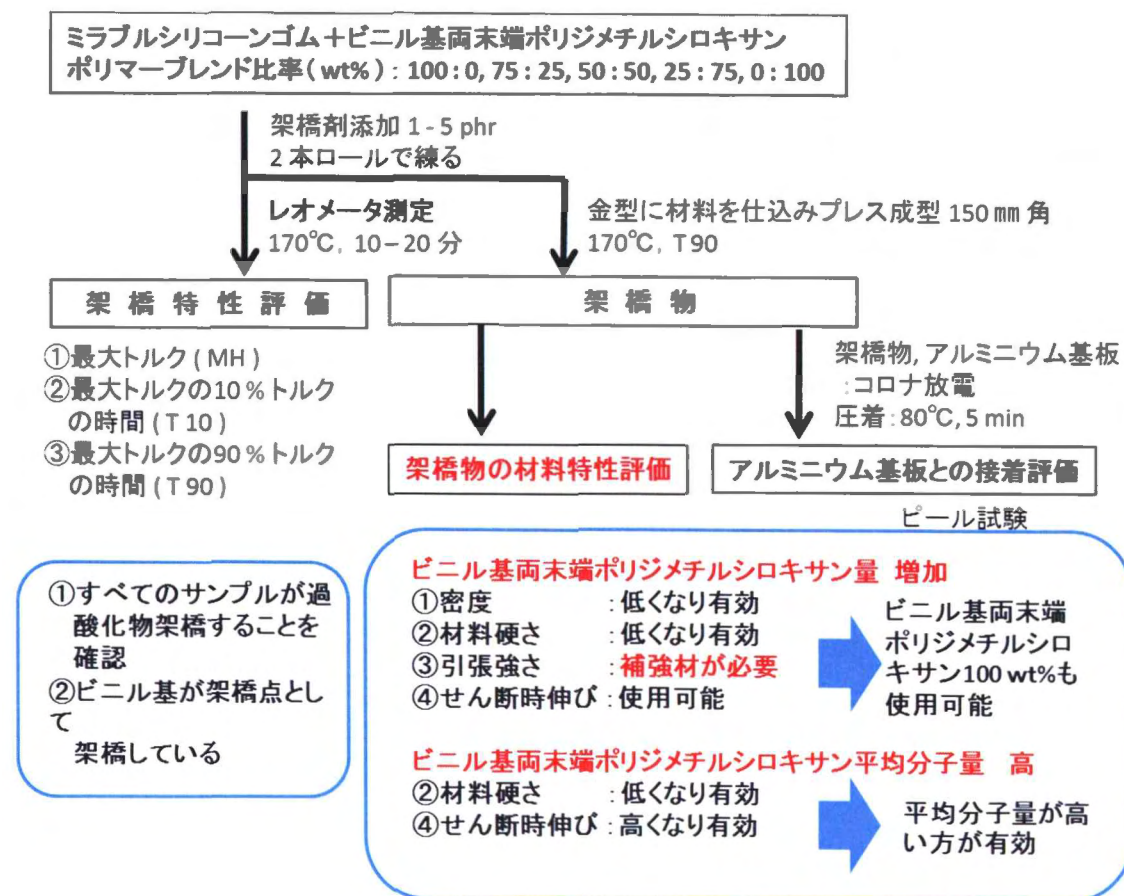 ミラブルシリコーンゴム＋ビニル基両末端ポリジメチルシロキサン
ポリマーブレンド比率(wt%)：100：0, 75：25, 50：50, 25：75, 0：100
架橋剤添加 1 - 5 phr
2 本ロールで練る
レオメータ測定
170℃, 10－20 分
金型に材料を仕込みプレス成型 150 ㎜ 角
170℃, T 90
架 橋 特 性 評 価
架 橋 物
①最大トルク ( MH )
②最大トルクの10 % トルク
の時間 ( T 10 )
③最大トルクの90 % トルク
の時間 ( T 90 )
架橋物, アルミニウム基板
：コロナ放電
圧着：80℃, 5 min
架橋物の材料特性評価
アルミニウム基板との接着評価
ピール試験
①すべてのサンプルが過
酸化物架橋することを
確認
②ビニル基が架橋点とし
て
架橋している
ビニル基両末端ポリジメチルシロキサン量 増加
①密度　　　　：低くなり有効
②材料硬さ　　：低くなり有効
③引張強さ　　：補強材が必要
④せん断時伸び：使用可能
ビニル基両末端
ポリジメチルシロ
キサン100 wt%も
使用可能
ビニル基両末端ポリジメチルシロキサン平均分子量　高
②材料硬さ　　：低くなり有効
④せん断時伸び：高くなり有効
平均分子量が高
い方が有効